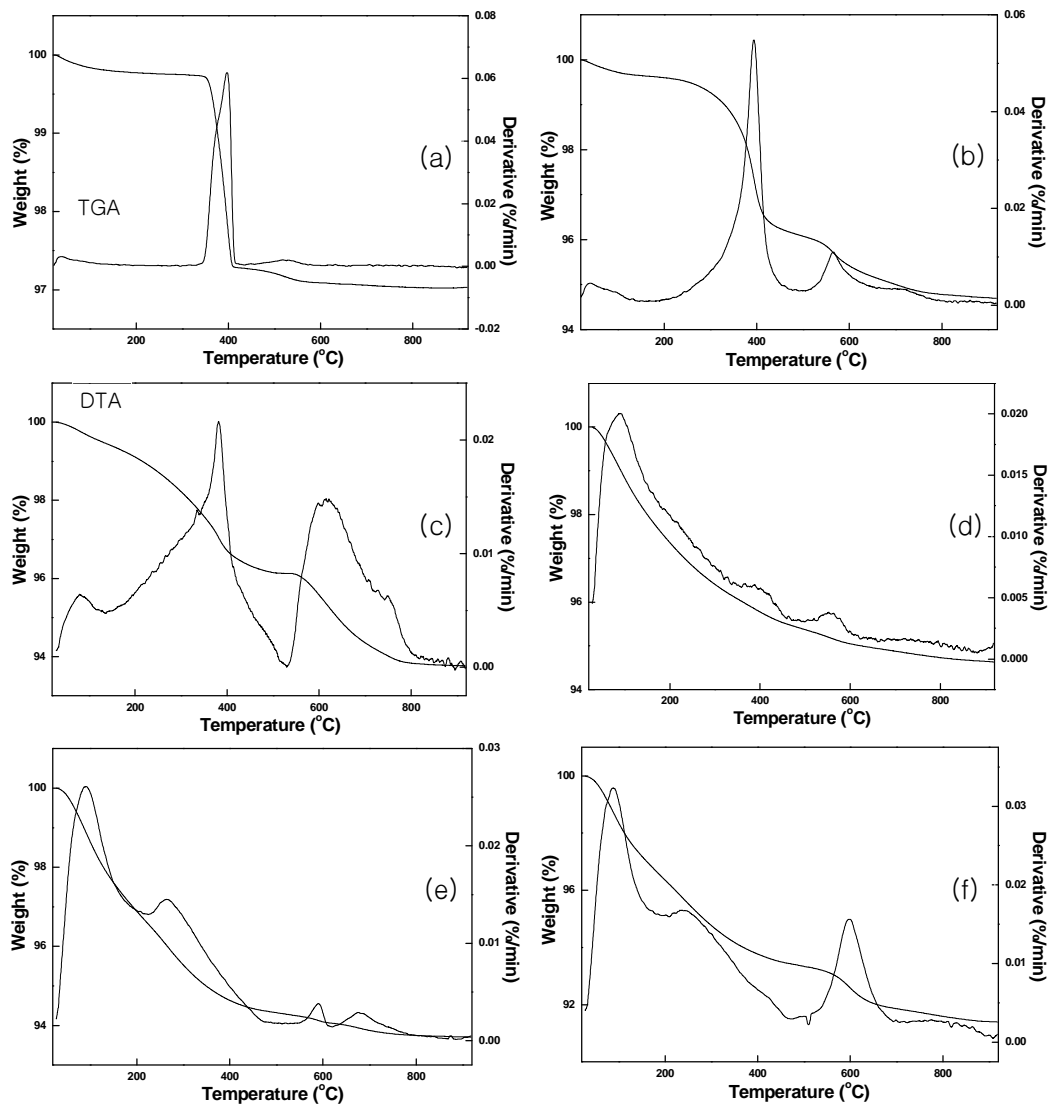 100
99
98
97
Weight (%)
TGA
(a)
0.08
0.06
0.04
0.02
0.00
-0.02
Derivative (%/min)
200 400 600 800
Temperature (°C)
100
98
96
94
Weight (%)
(b)
0.06
0.04
0.02
0.00
Derivative (%/min)
200 400 600 800
Temperature (°C)
DTA
100
98
96
94
Weight (%)
(c)
0.02
0.01
0.00
Derivative (%/min)
200 400 600 800
Temperature (°C)
100
98
96
94
Weight (%)
(d)
0.020
0.015
0.010
0.005
0.000
Derivative (%/min)
200 400 600 800
Temperature (°C)
100
98
96
94
Weight (%)
(e)
0.03
0.02
0.01
0.00
Derivative (%/min)
200 400 600 800
Temperature (°C)
100
96
92
Weight (%)
(f)
0.03
0.02
0.01
0.00
Derivative (%/min)
200 400 600 800
Temperature (°C)